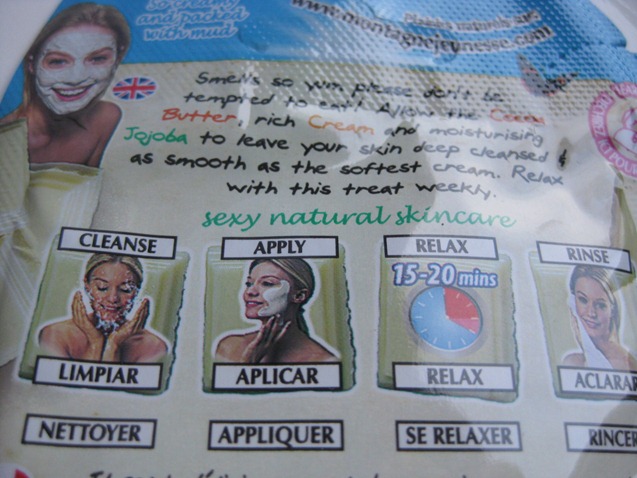 so creamy
and packed
with mud
www.montagnejeunesse.com
Smells so yum please don't be
tempted to eat! Allow the Cocoa
Butter, rich Cream and moisturising
Jojoba to leave your skin deep cleansed &
as smooth as the softest cream. Relax
with this treat weekly.
sexy natural skincare
CLEANSE APPLY RELAX RINSE
15-20 mins
LIMPIAR APLICAR RELAX ACLARAR
NETTOYER APPLIQUER SE RELAXER RINCER